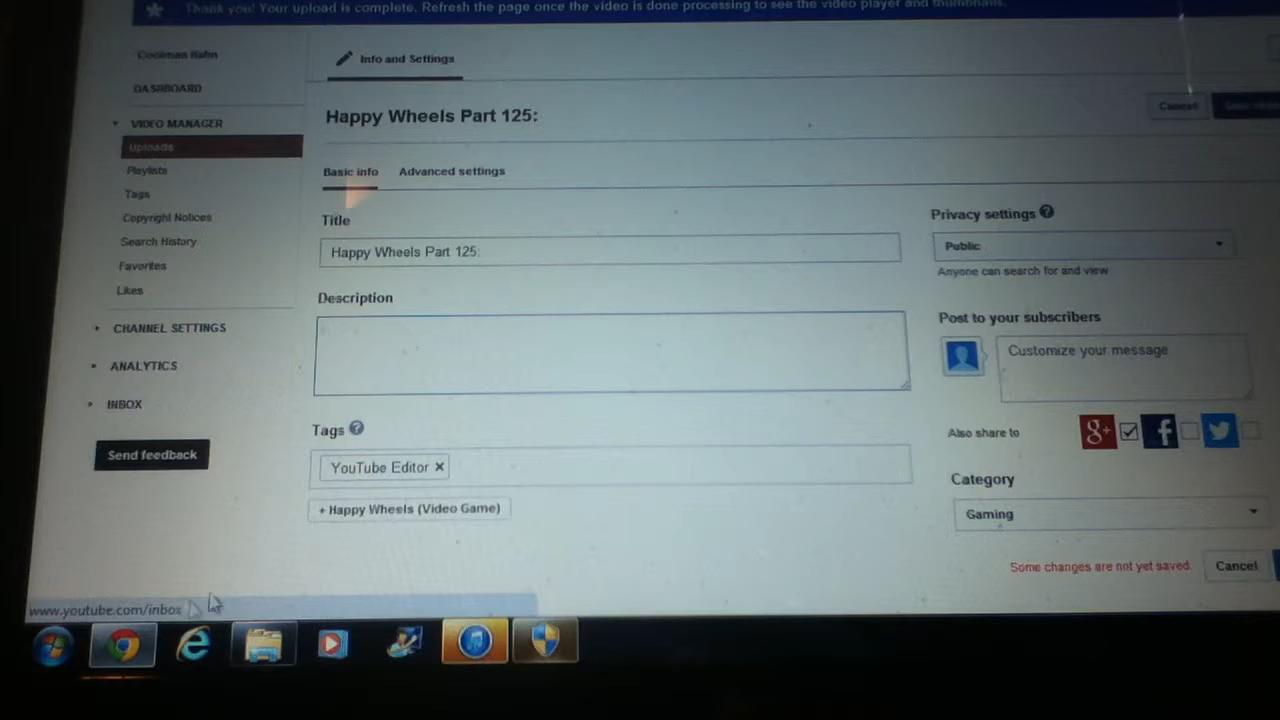 Thank you! Your upload is complete. Refresh the page once the video is done processing to see the video player and thumbnails.
Coolman Hahn
DASHBOARD
Info and Settings
VIDEO MANAGER
Happy Wheels Part 125:
Cancel
Uploads
Playlists
Basic info
Advanced settings
Tags
Copyright Notices
Title
Privacy settings ?
Search History
Happy Wheels Part 125:
Public
Favorites
Anyone can search for and view
Likes
Description
CHANNEL SETTINGS
Post to your subscribers
Customize your message
ANALYTICS
INBOX
Tags ?
Also share to
g+
f
Send feedback
YouTube Editor ×
Category
+ Happy Wheels (Video Game)
Gaming
Some changes are not yet saved.
Cancel
www.youtube.com/inbox